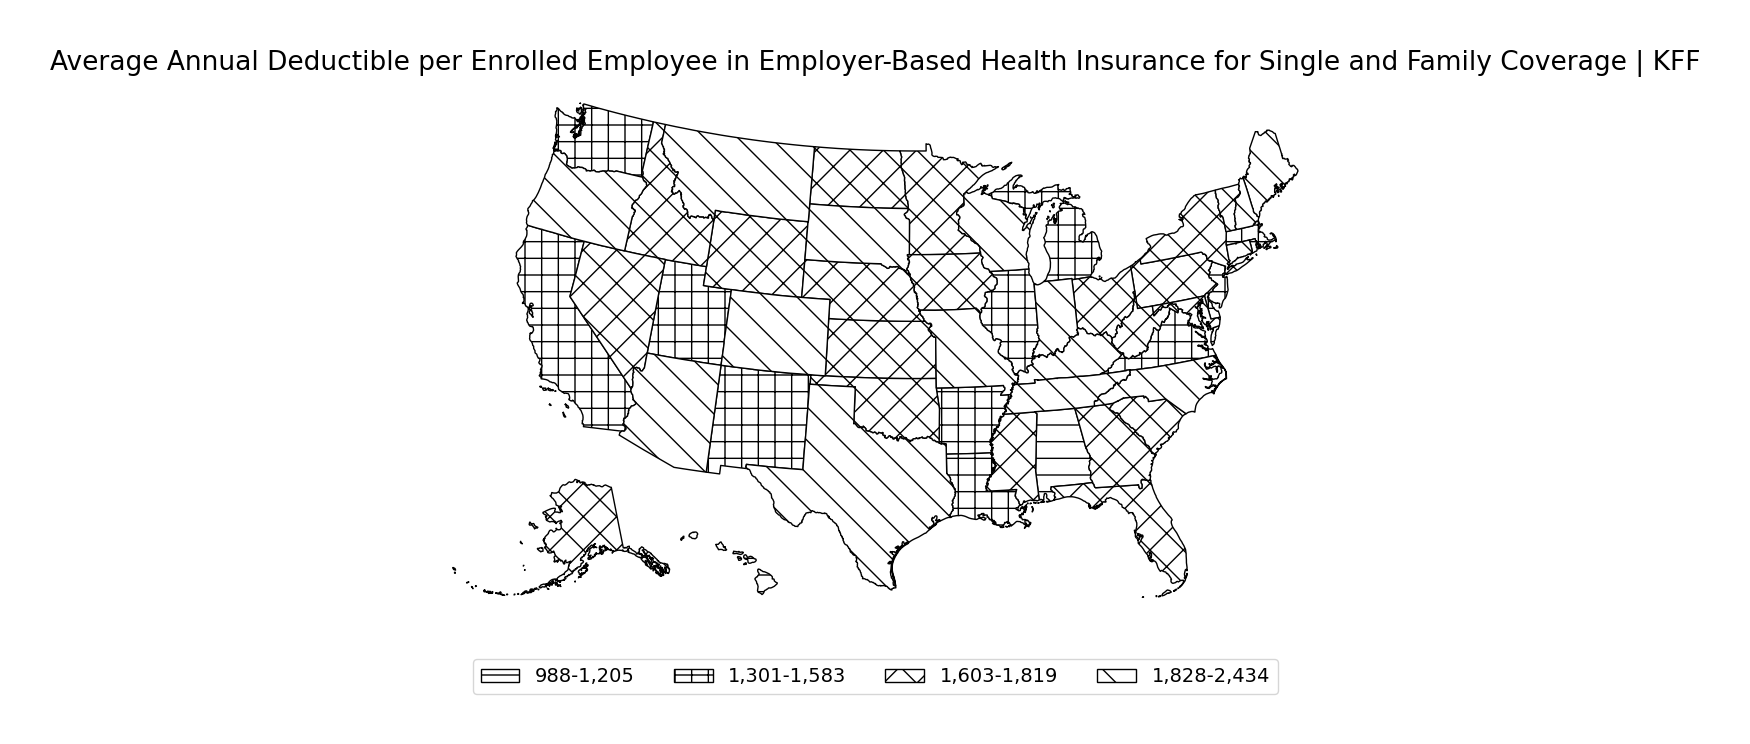 Average Annual Deductible per Enrolled Employee in Employer-Based Health Insurance for Single and Family Coverage | KFF
988-1,205
1,301-1,583
1,603-1,819
1,828-2,434